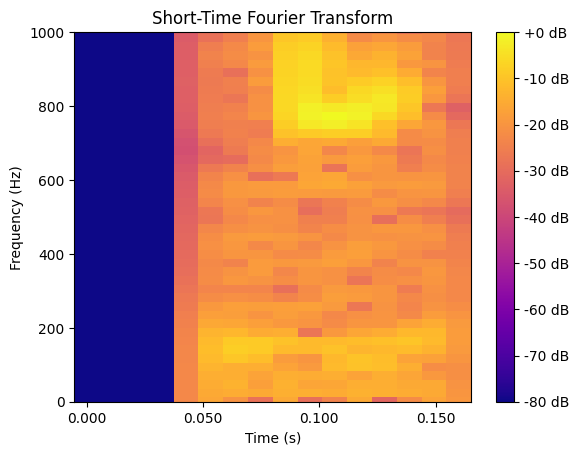 Short-Time Fourier Transform
1000
800
600
400
200
0
Frequency (Hz)
0.000
0.050
0.100
0.150
Time (s)
+0 dB
-10 dB
-20 dB
-30 dB
-40 dB
-50 dB
-60 dB
-70 dB
-80 dB